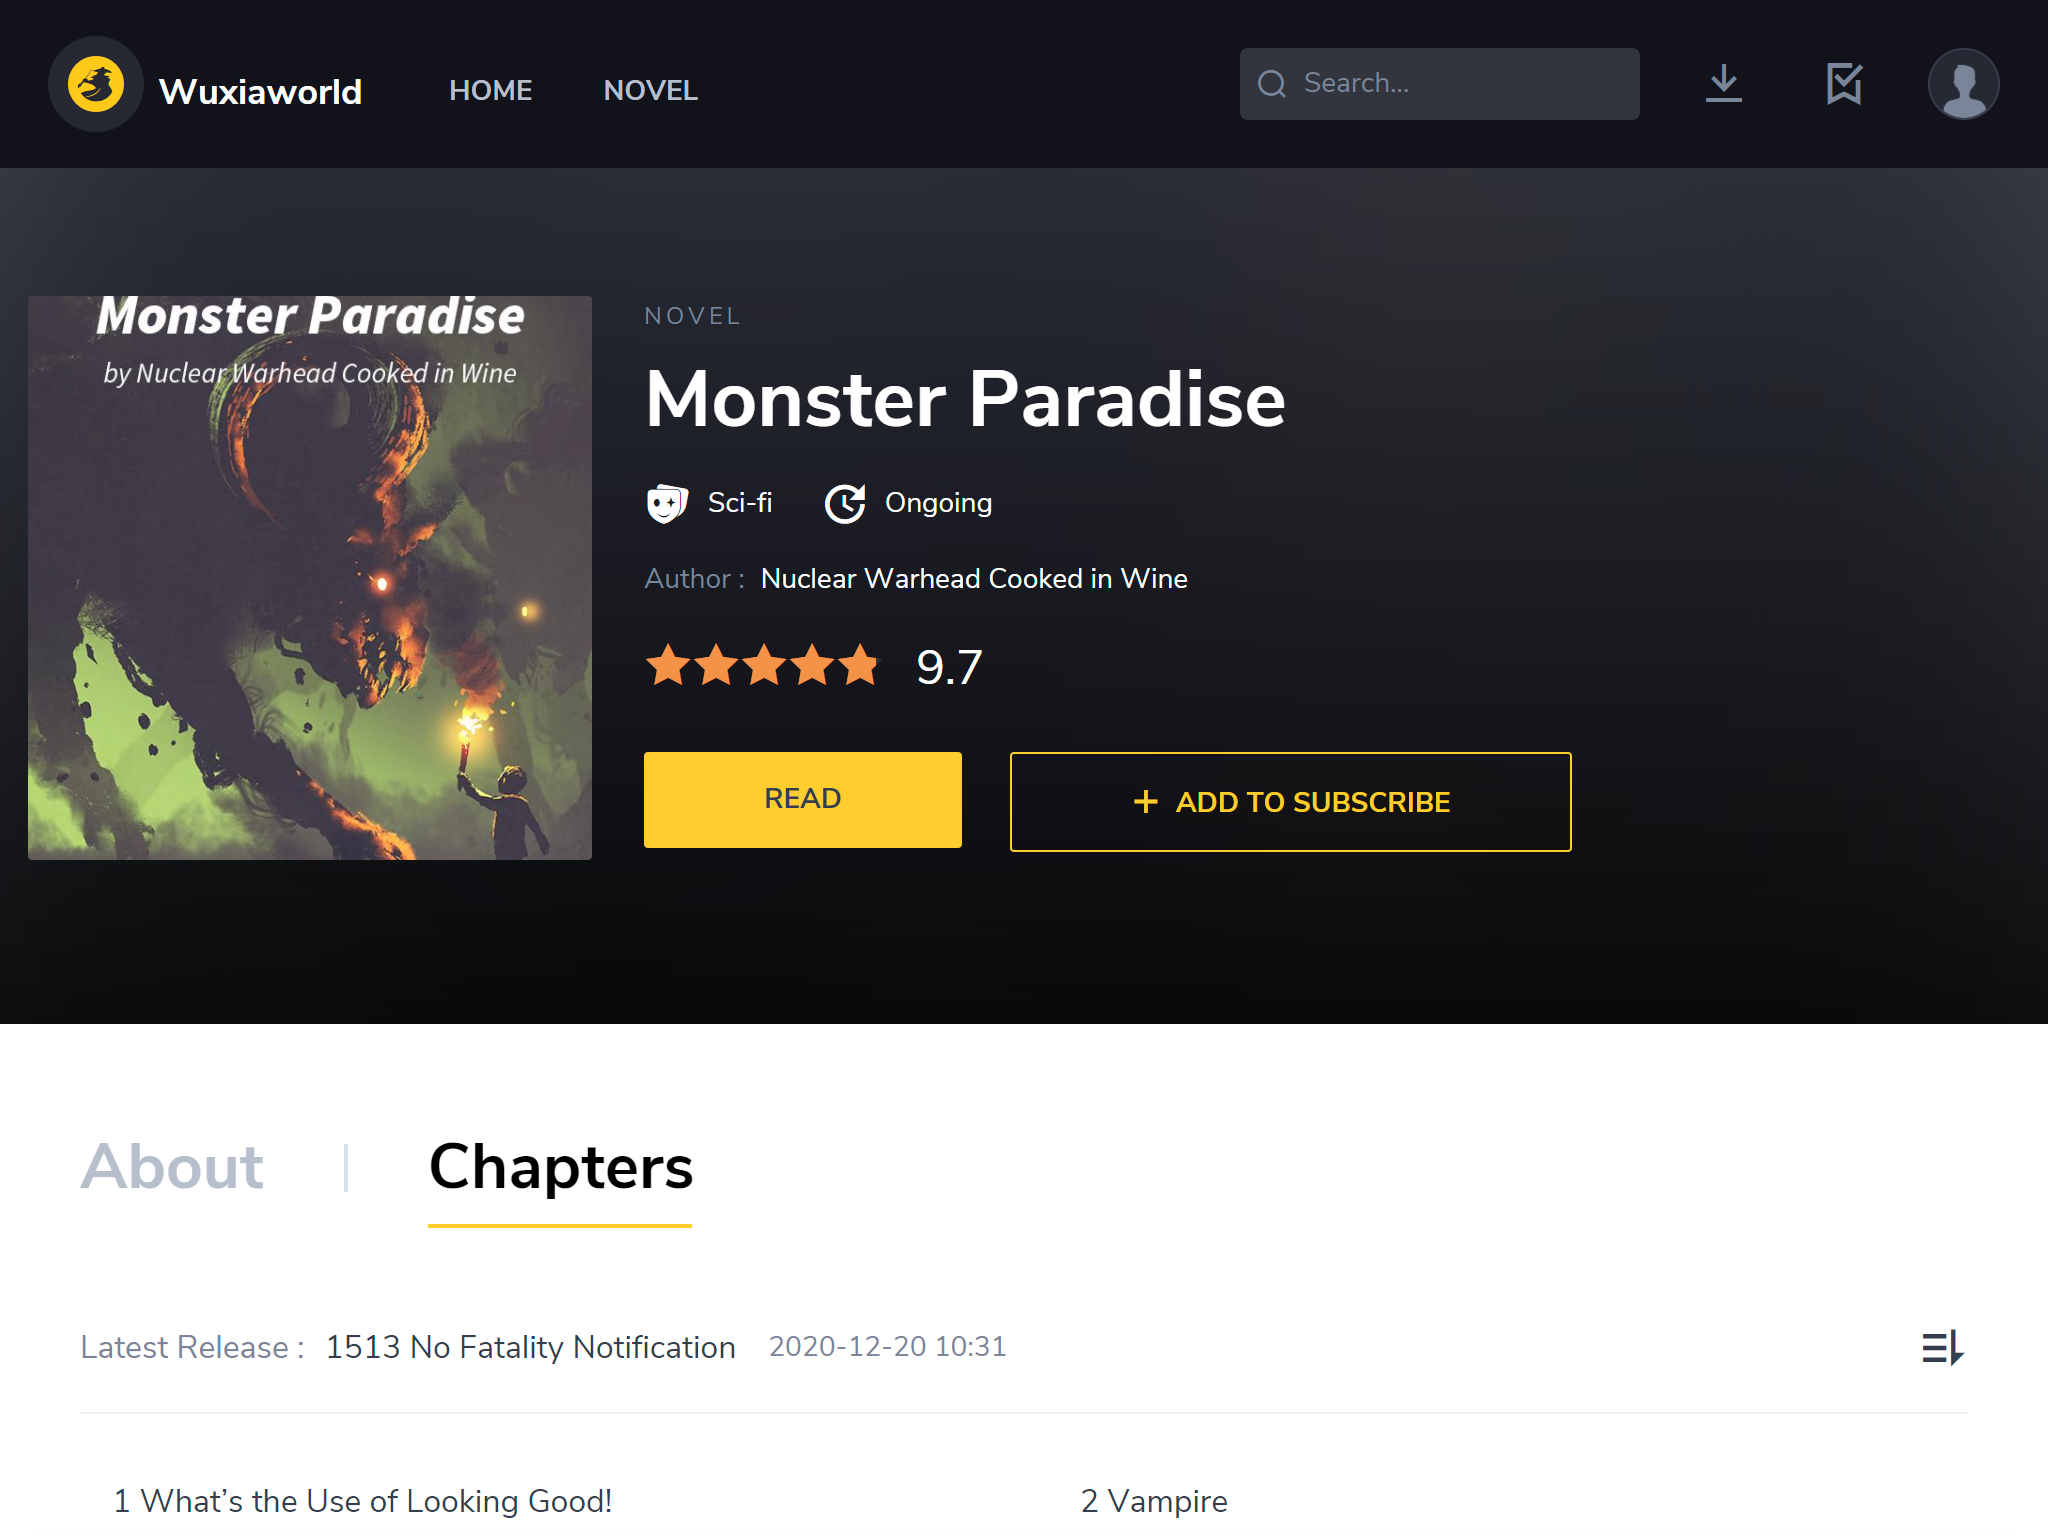 Wuxiaworld
HOME
NOVEL
Search...
Monster Paradise
by Nuclear Warhead Cooked in Wine
NOVEL
Monster Paradise
Sci-fi
Ongoing
Author : Nuclear Warhead Cooked in Wine
9.7
READ
+ ADD TO SUBSCRIBE
About
Chapters
Latest Release : 1513 No Fatality Notification 2020-12-20 10:31
1 What’s the Use of Looking Good!
2 Vampire